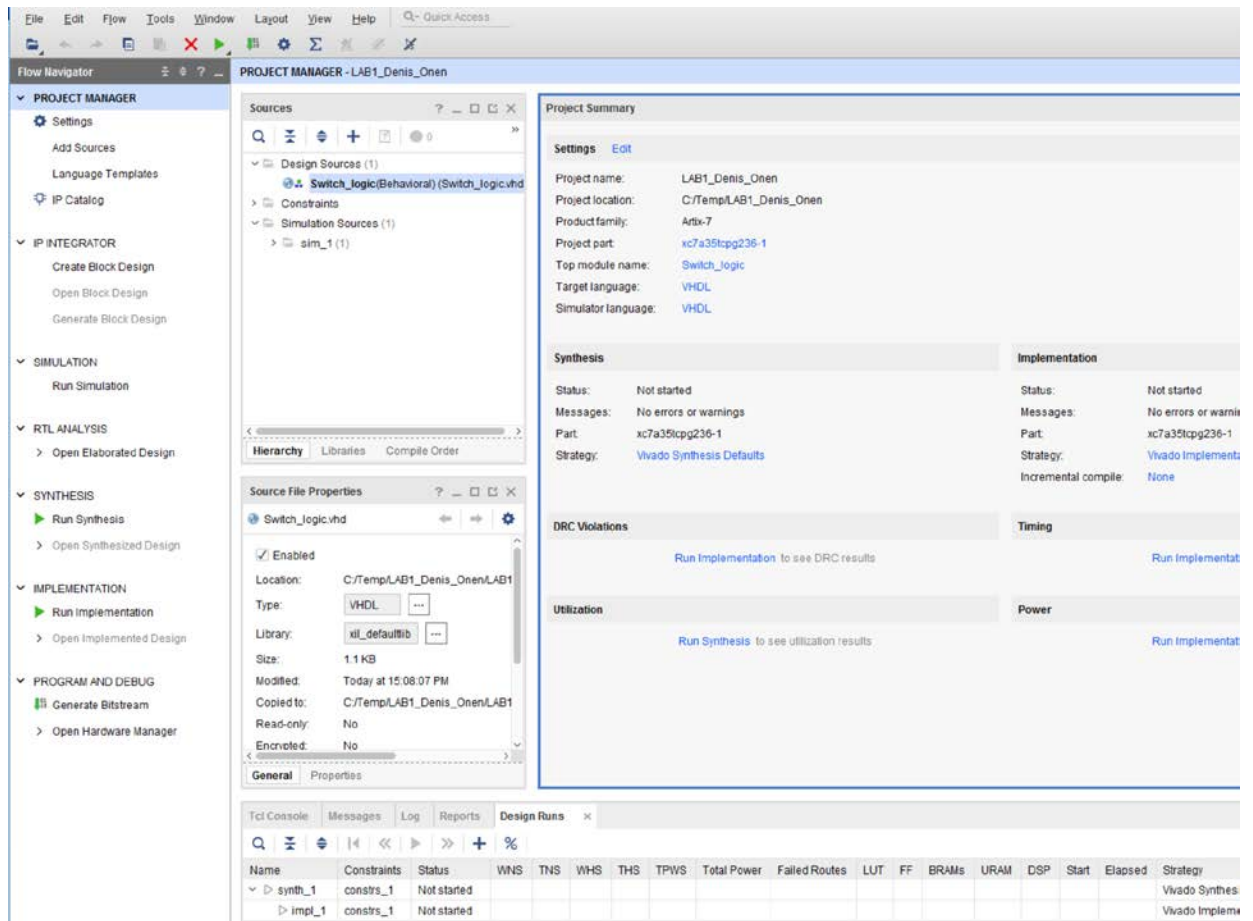 File Edit Flow Tools Window Layout View Help Quick Access
Flow Navigator
PROJECT MANAGER - LAB1_Denis_Onen
PROJECT MANAGER
Settings
Add Sources
Language Templates
IP Catalog
IP INTEGRATOR
Create Block Design
Open Block Design
Generate Block Design
SIMULATION
Run Simulation
RTL ANALYSIS
Open Elaborated Design
SYNTHESIS
Run Synthesis
Open Synthesized Design
IMPLEMENTATION
Run Implementation
Open Implemented Design
PROGRAM AND DEBUG
Generate Bitstream
Open Hardware Manager
Sources
0
Design Sources (1)
Switch_logic(Behavioral) (Switch_logic.vhd
Constraints
Simulation Sources (1)
sim_1 (1)
Hierarchy Libraries Compile Order
Source File Properties
Switch_logic.vhd
Enabled
Location: C:/Temp/LAB1_Denis_Onen/LAB1
Type: VHDL ...
Library: xil_defaultlib ...
Size: 1.1 KB
Modified: Today at 15:08:07 PM
Copied to: C:/Temp/LAB1_Denis_Onen/LAB1
Read-only: No
Encrypted: No
General Properties
Project Summary
Settings Edit
Project name: LAB1_Denis_Onen
Project location: C:/Temp/LAB1_Denis_Onen
Product family: Artix-7
Project part: xc7a35tcpg236-1
Top module name: Switch_logic
Target language: VHDL
Simulator language: VHDL
Synthesis
Status: Not started
Messages: No errors or warnings
Part: xc7a35tcpg236-1
Strategy: Vivado Synthesis Defaults
Implementation
Status: Not started
Messages: No errors or warnin
Part: xc7a35tcpg236-1
Strategy: Vivado Implementa
Incremental compile: None
DRC Violations
Run Implementation to see DRC results
Timing
Run Implementat
Utilization
Run Synthesis to see utilization results
Power
Run Implementat
Tcl Console Messages Log Reports Design Runs
Name Constraints Status WNS TNS WHS THS TPWS Total Power Failed Routes LUT FF BRAMs URAM DSP Start Elapsed Strategy
synth_1 constrs_1 Not started Vivado Synthes
impl_1 constrs_1 Not started Vivado Impleme